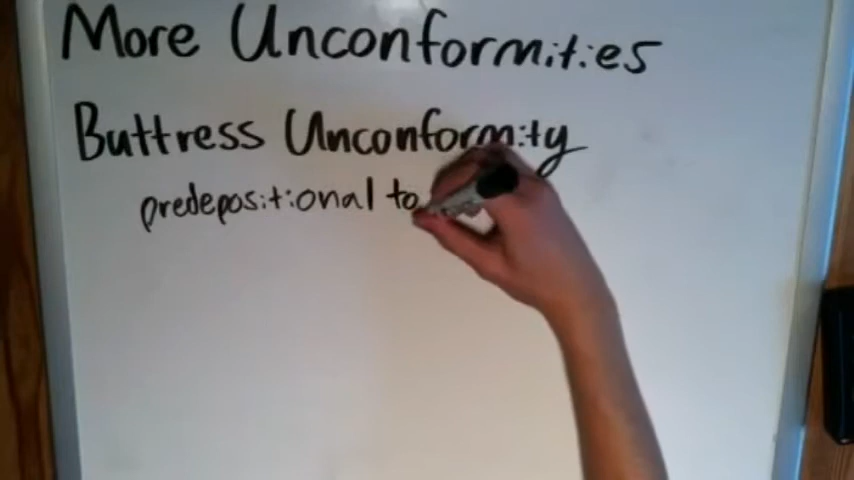 More Unconformities
Buttress Unconformity
predepositional to